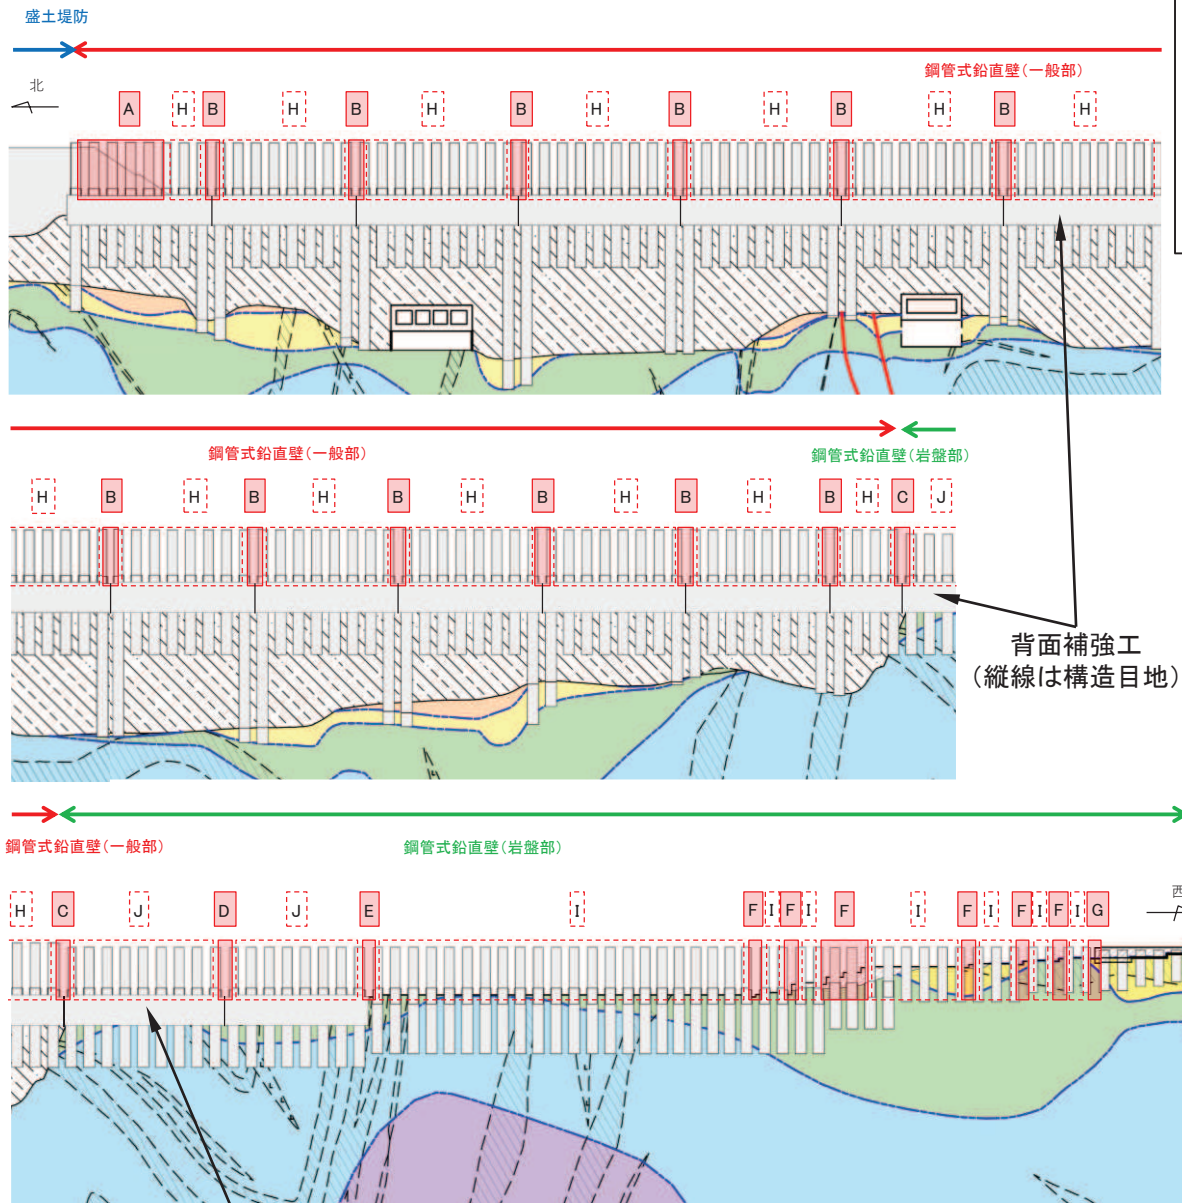 盛土堤防
鋼管式鉛直壁(一般部)
北
A H B H B H B H B H B H B H
鋼管式鉛直壁(一般部)
鋼管式鉛直壁(岩盤部)
H B H B H B H B H B H B H C J
背面補強工
(縦線は構造目地)
鋼管式鉛直壁(一般部)
鋼管式鉛直壁(岩盤部)
西
H C J D J E I F I F I F I F I F I F I G